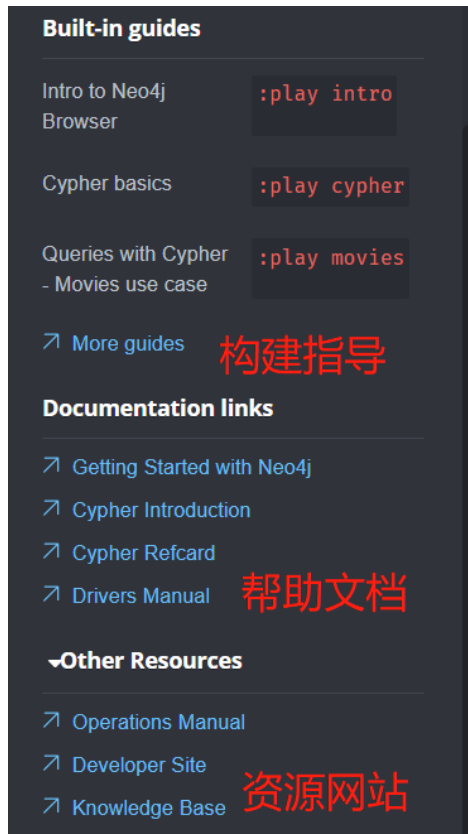 Built-in guides
Intro to Neo4j :play intro
Browser
Cypher basics :play cypher
Queries with Cypher :play movies
- Movies use case
More guides 构建指导
Documentation links
Getting Started with Neo4j
Cypher Introduction
Cypher Refcard
Drivers Manual 帮助文档
Other Resources
Operations Manual
Developer Site
Knowledge Base 资源网站